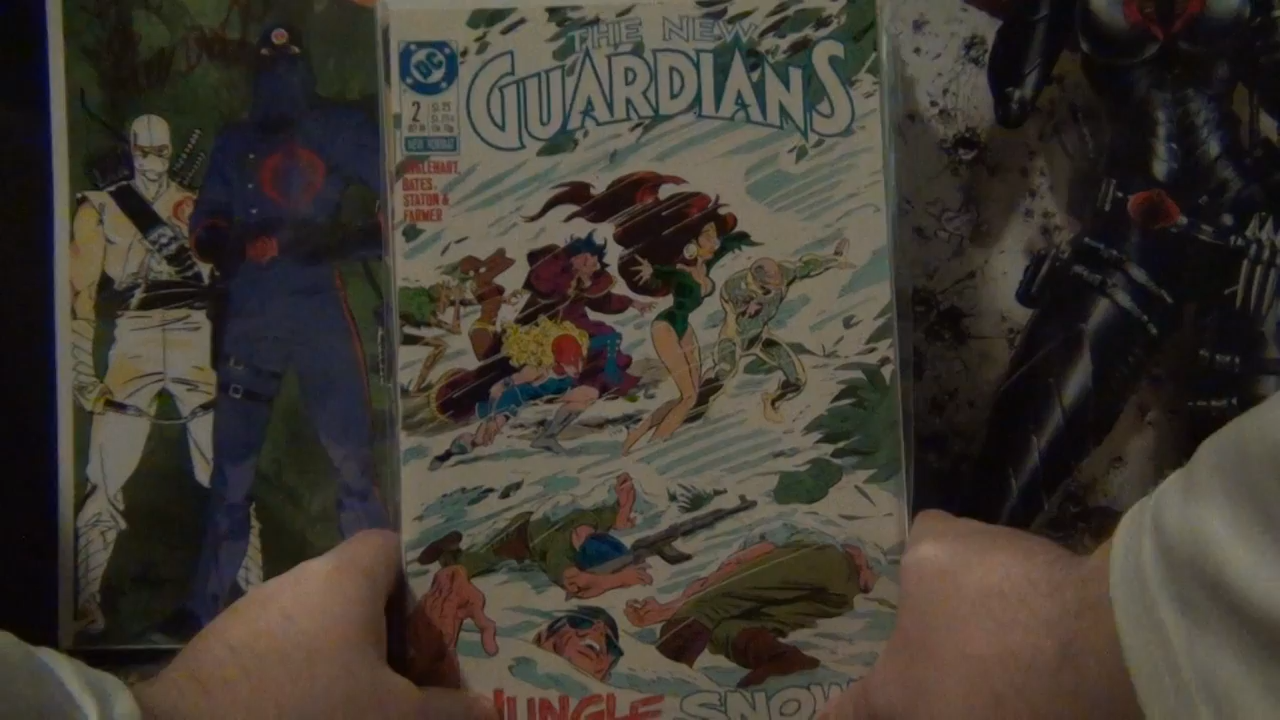 THE NEW
GUARDIANS
DC
2
NEW FORMAT
ENGLEHART,
BATES,
STATON &
FARMER
JUNGLE SNOW